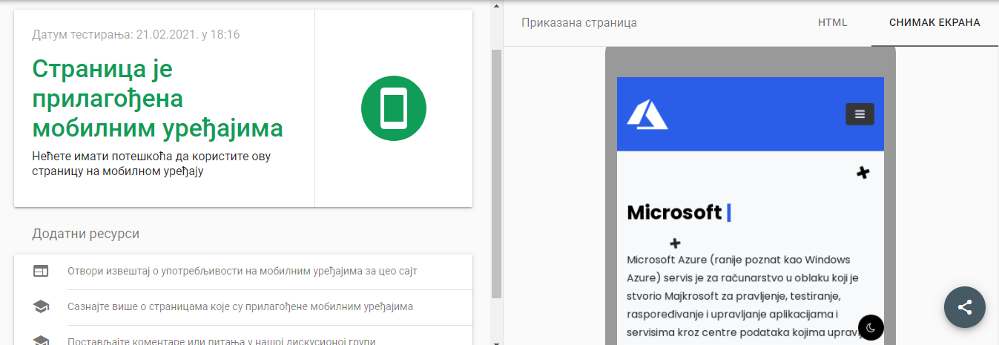 Датум тестирања: 21.02.2021. у 18:16
Страница је
прилагођена
мобилним уређајима
Нећете имати потешкоћа да користите ову
страницу на мобилном уређају
Додатни ресурси
Отвори извештај о употребљивости на мобилним уређајима за цео сајт
Сазнајте више о страницама које су прилагођене мобилним уређајима
Постављајте коментаре или питања у нашој дискусионој групи
Приказана страница
HTML
СНИМАК ЕКРАНА
Microsoft
Microsoft Azure (ranije poznat kao Windows
Azure) servis je za računarstvo u oblaku koji je
stvorio Majkrosoft za pravljenje, testiranje,
raspoređivanje i upravljanje aplikacijama i
servisima kroz centre podataka kojima upravlj